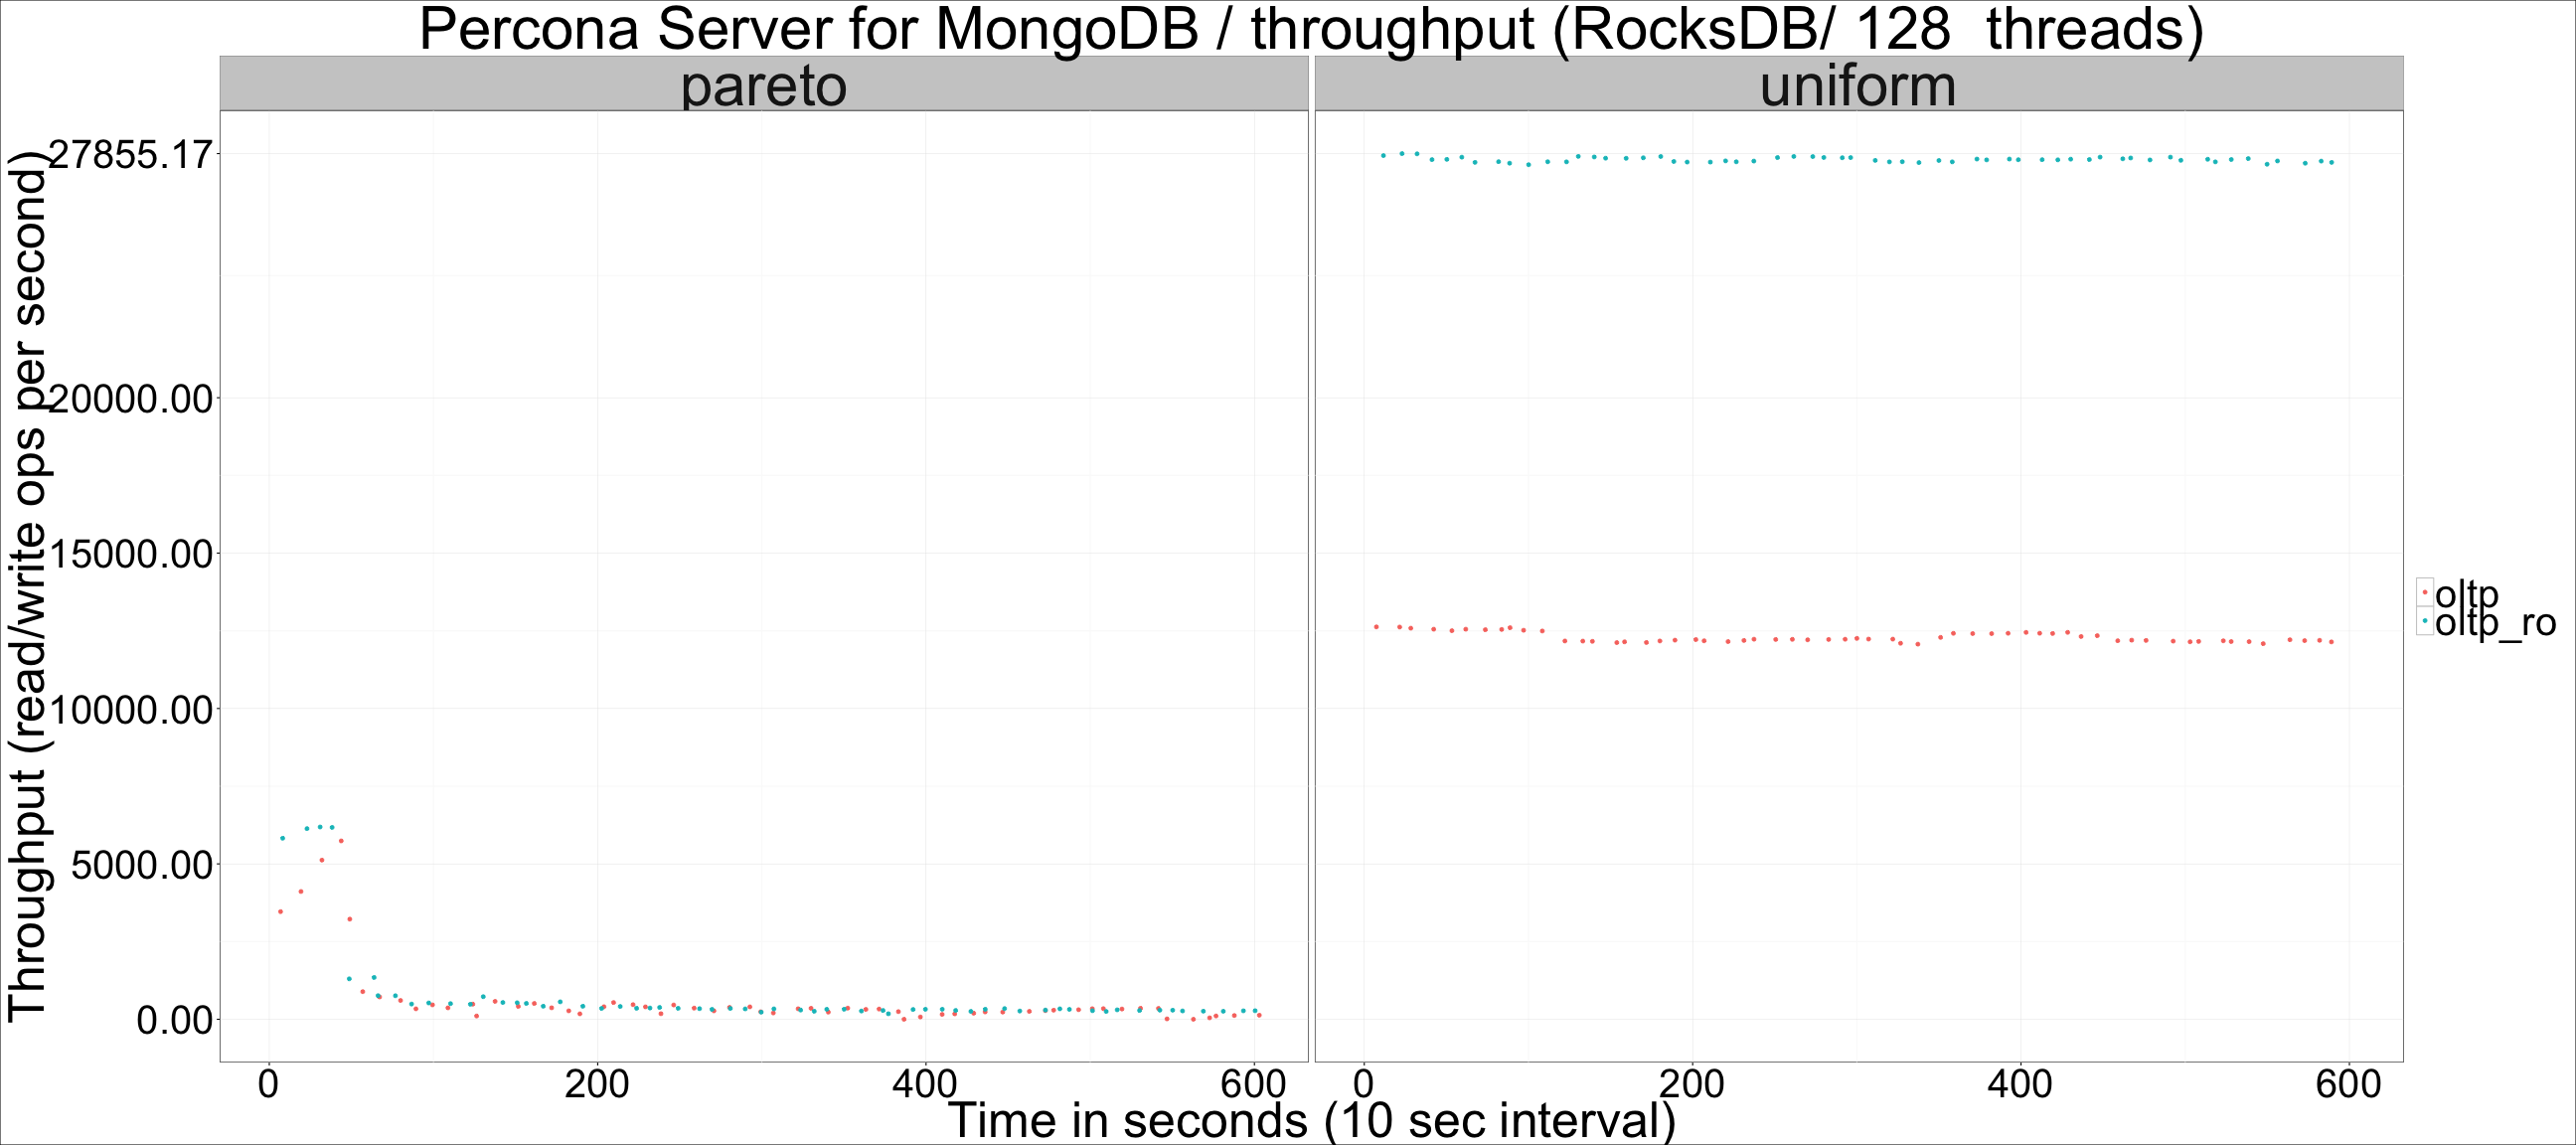 Percona Server for MongoDB / throughput (RocksDB/ 128  threads)
pareto
uniform
Throughput (read/write ops per second)
27855.17
20000.00
15000.00
10000.00
5000.00
0.00
0 200 400 600
0 200 400 600
Time in seconds (10 sec interval)
oltp
oltp_ro